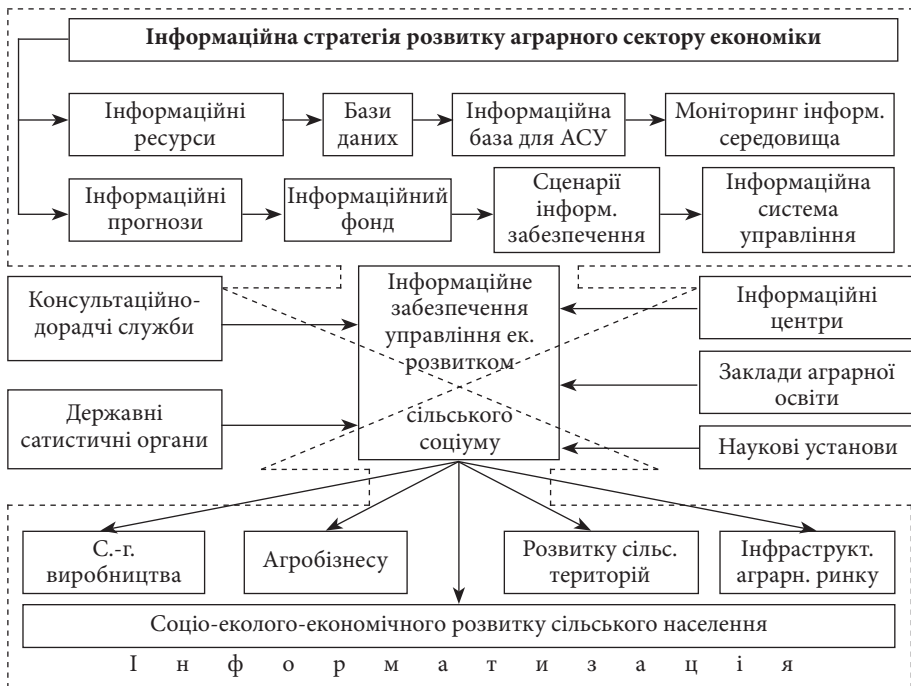 Інформаційна стратегія розвитку аграрного сектору економіки
Інформаційні
ресурси
Бази
даних
Інформаційна
база для АСУ
Моніторинг інформ.
середовища
Інформаційні
прогнози
Інформаційний
фонд
Сценарії
інформ.
забезпечення
Інформаційна
система
управління
Консультаційно-
дорадчі служби
Державні
сатистичні органи
Інформаційне
забезпечення
управління ек.
розвитком
сільського
соціуму
Інформаційні
центри
Заклади аграрної
освіти
Наукові установи
С.-г.
виробництва
Агробізнесу
Розвитку сільс.
територій
Інфраструкт.
аграрн. ринку
Соціо-еколого-економічного розвитку сільського населення
І н ф о р м а т и з а ц і я